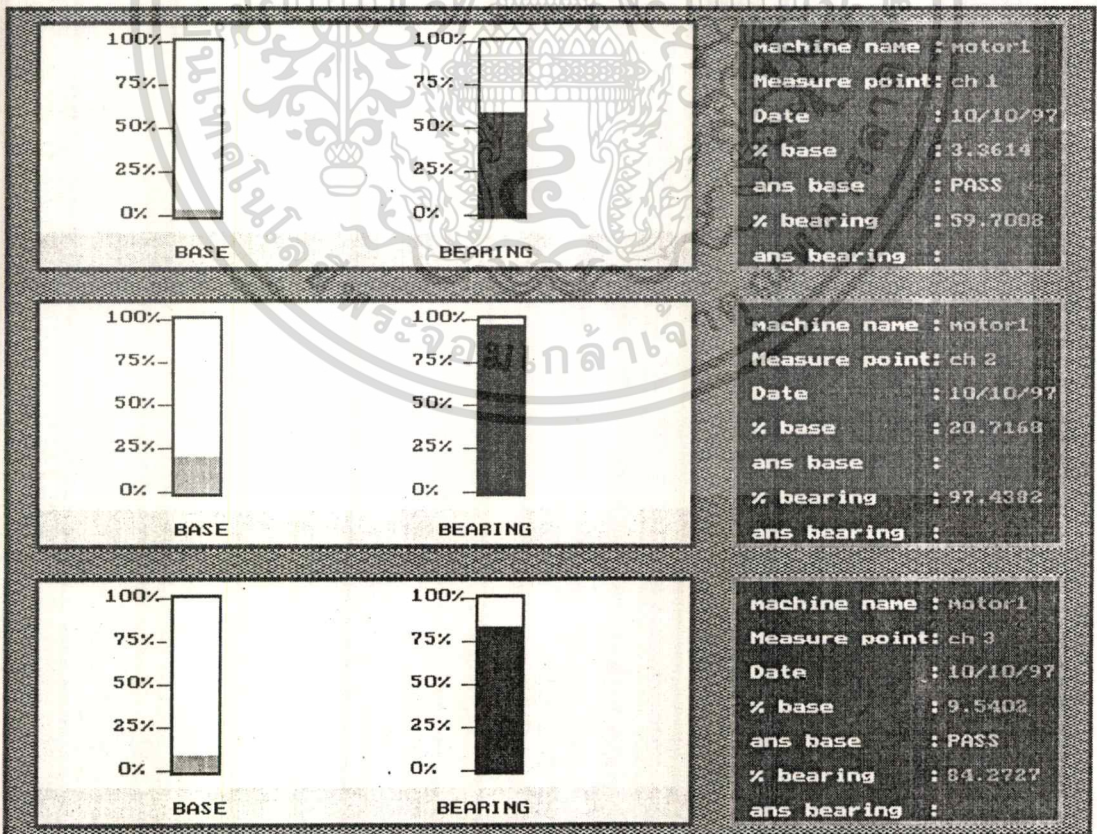 100%
75%
50%
25%
0%
BASE
100%
75%
50%
25%
0%
BEARING
machine name : motor1
Measure point: ch 1
Date : 10/10/97
% base : 3.3614
ans base : PASS
% bearing : 59.7008
ans bearing :
100%
75%
50%
25%
0%
BASE
100%
75%
50%
25%
0%
BEARING
machine name : motor1
Measure point: ch 2
Date : 10/10/97
% base : 20.7168
ans base :
% bearing : 97.4382
ans bearing :
100%
75%
50%
25%
0%
BASE
100%
75%
50%
25%
0%
BEARING
machine name : motor1
Measure point: ch 3
Date : 10/10/97
% base : 9.5402
ans base : PASS
% bearing : 84.2727
ans bearing :